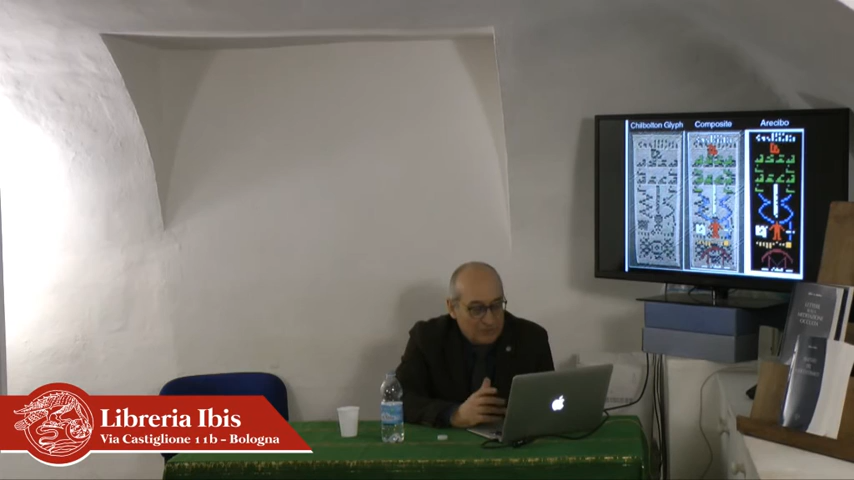 Chilbolton Glyph
Composite
Arecibo
Libreria Ibis
Via Castiglione 11b - Bologna